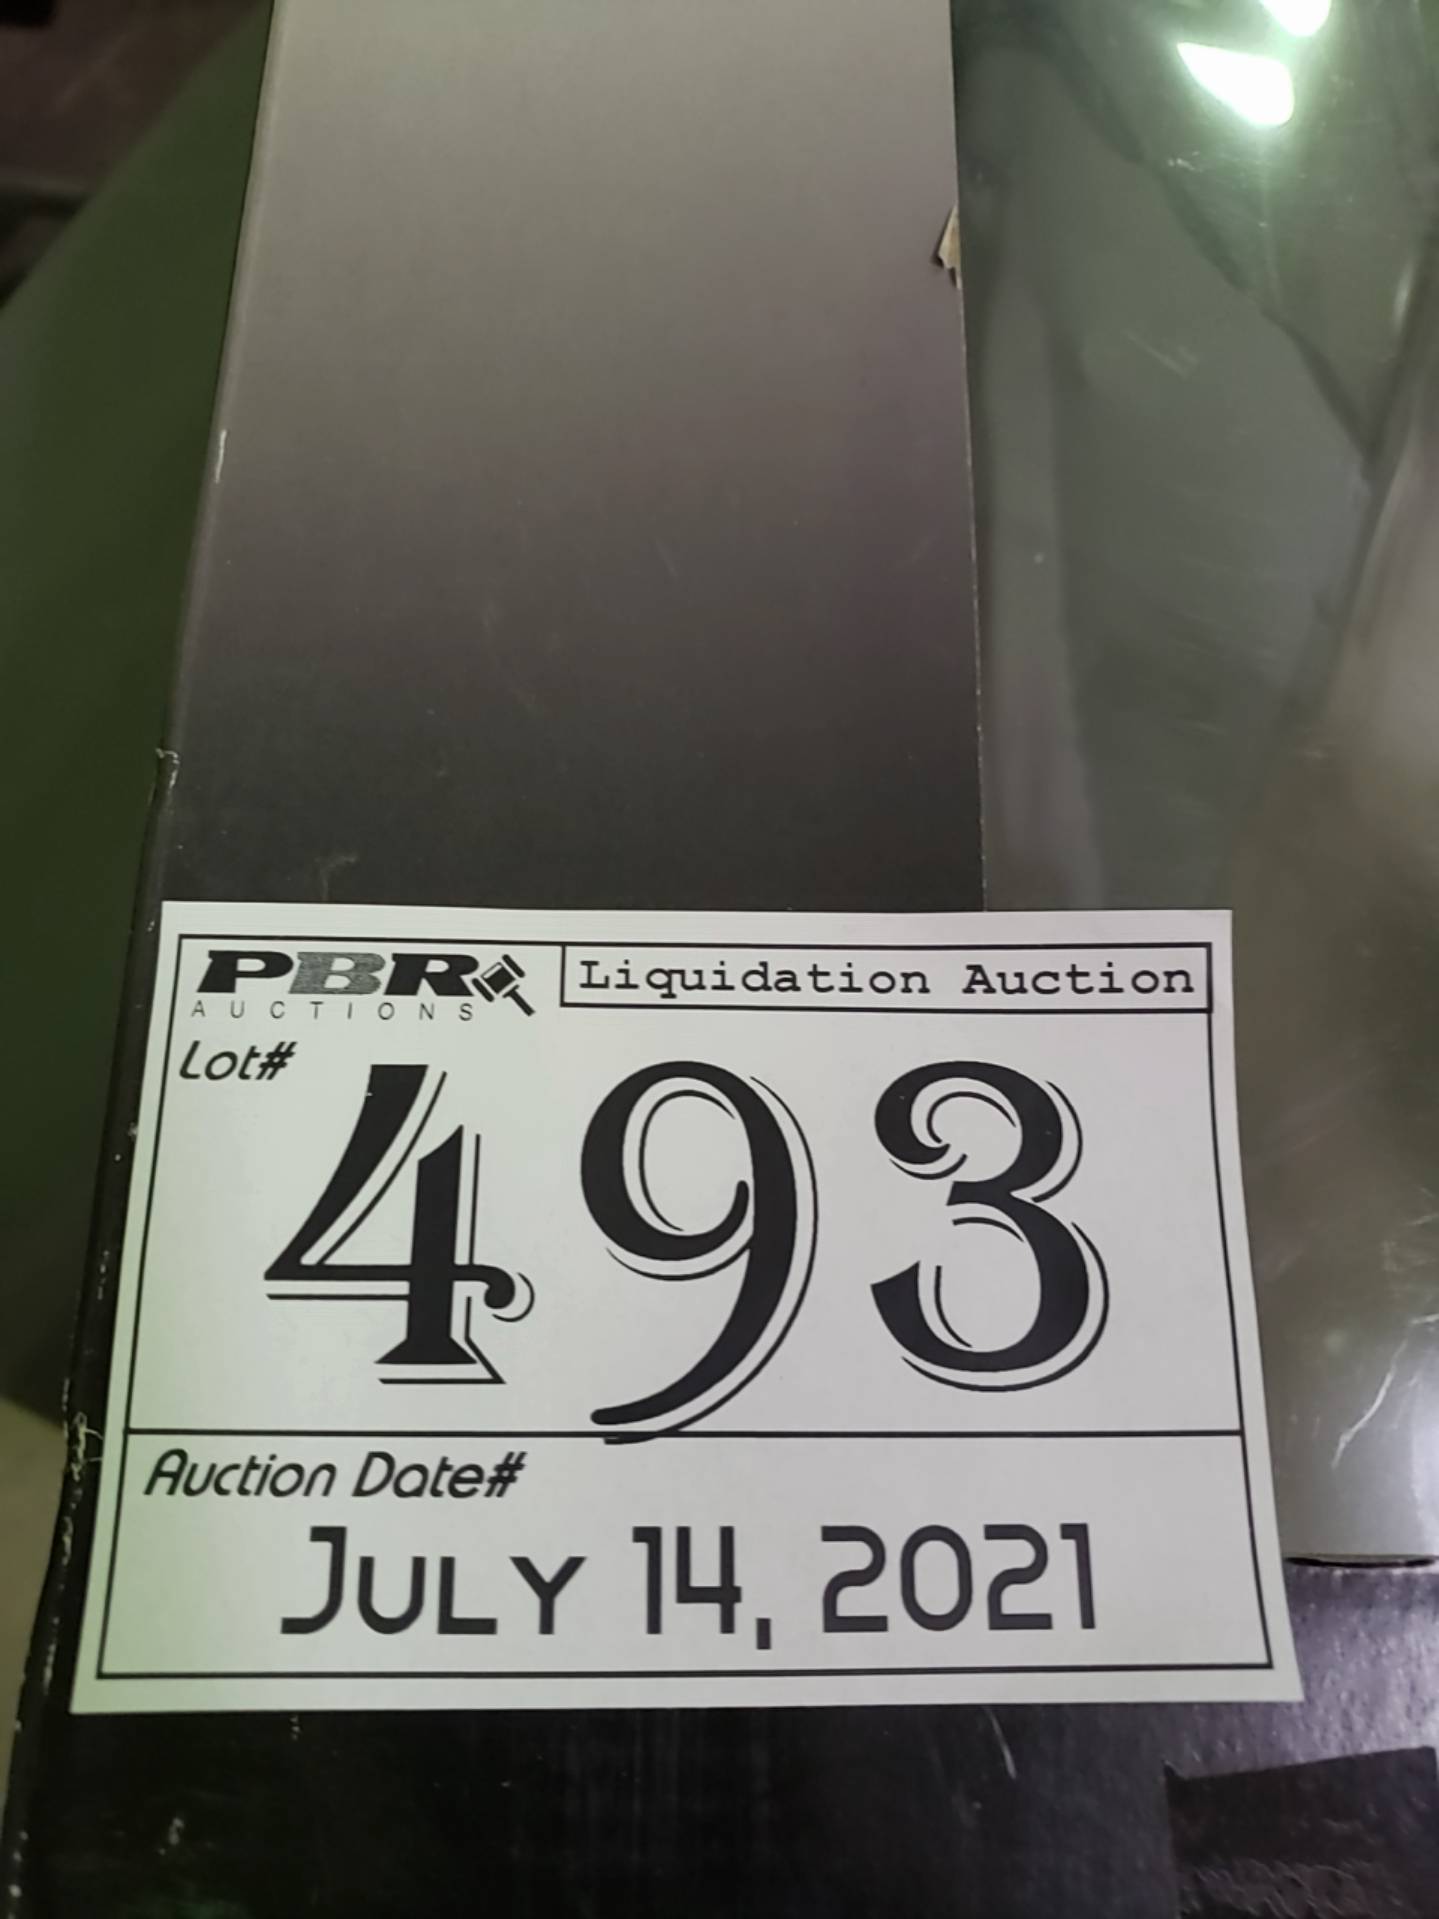 PBR
AUCTIONS
Liquidation Auction
Lot#
493
Auction Date#
July 14, 2021